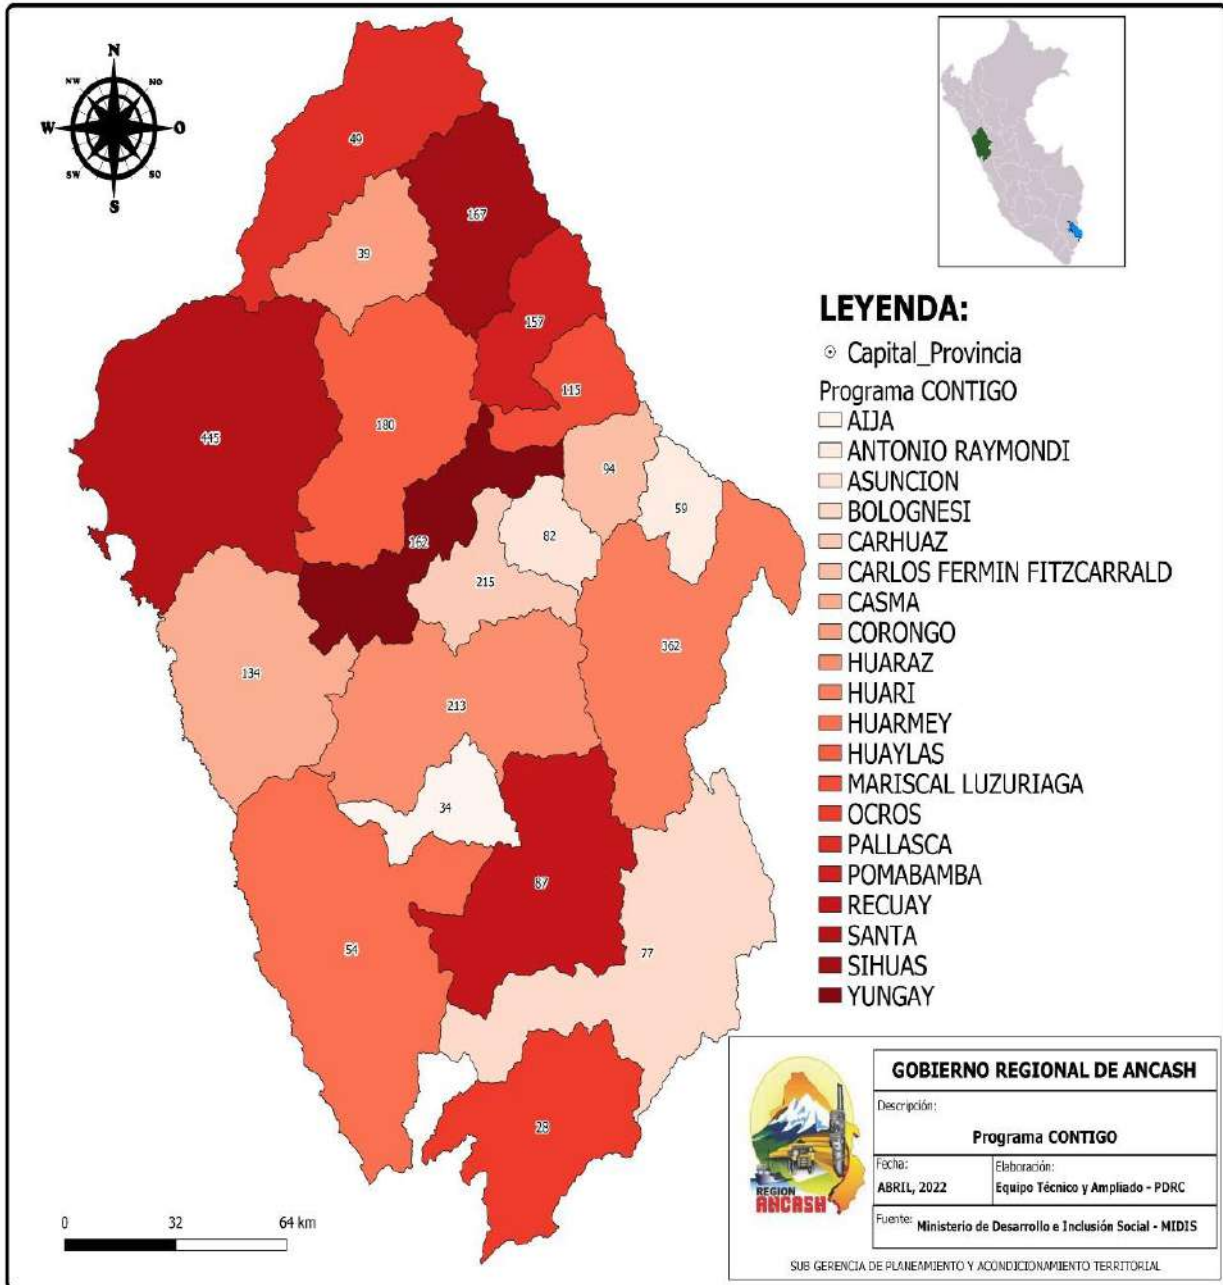 N
NW
NO
W
O
SW
SO
S
49
167
39
157
115
445
180
94
59
162
82
215
362
134
213
34
87
54
77
28
LEYENDA:
Capital_Provincia
Programa CONTIGO
AIJA
ANTONIO RAYMONDI
ASUNCION
BOLOGNESI
CARHUAZ
CARLOS FERMIN FITZCARRALD
CASMA
CORONGO
HUARAZ
HUARI
HUARMEY
HUAYLAS
MARISCAL LUZURIAGA
OCROS
PALLASCA
POMABAMBA
RECUAY
SANTA
SIHUAS
YUNGAY
0 32 64 km
REGION
ANCASH
GOBIERNO REGIONAL DE ANCASH
Descripción:
Programa CONTIGO
Fecha:
ABRIL, 2022
Elaboración:
Equipo Técnico y Ampliado - PDRC
Fuente: Ministerio de Desarrollo e Inclusión Social - MIDIS
SUB GERENCIA DE PLANEAMIENTO Y ACONDICIONAMIENTO TERRITORIAL